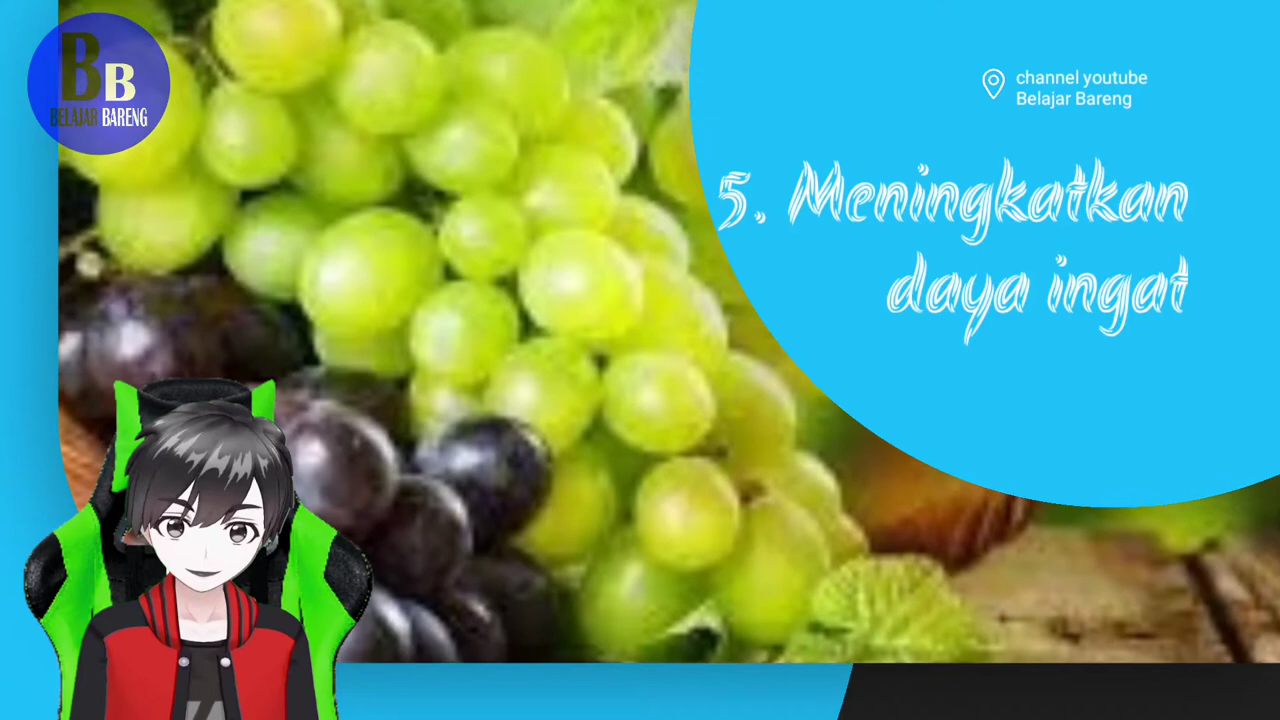 BB
BELAJAR BARENG
channel youtube
Belajar Bareng
5. Meningkatkan
daya ingat